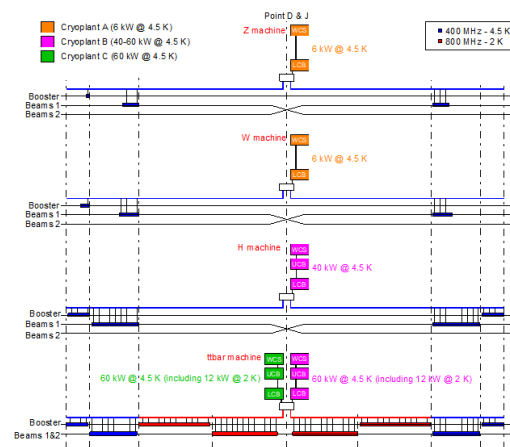 Point D & J
Cryoplant A (6 kW @ 4.5 K)
Cryoplant B (40-60 kW @ 4.5 K)
Cryoplant C (60 kW @ 4.5 K)
400 MHz - 4.5 K
800 MHz - 2 K
Z machine
WCS
6 kW @ 4.5 K
LCB
Booster
Beams 1
Beams 2
W machine
WCS
6 kW @ 4.5 K
LCB
Booster
Beams 1
Beams 2
H machine
WCS
UCB
40 kW @ 4.5 K
LCB
Booster
Beams 1
Beams 2
ttbar machine
WCS
WCS
UCB
UCB
60 kW @ 4.5 K (including 12 kW @ 2 K)
60 kW @ 4.5 K (including 12 kW @ 2 K)
LCB
LCB
Booster
Beams 1&2